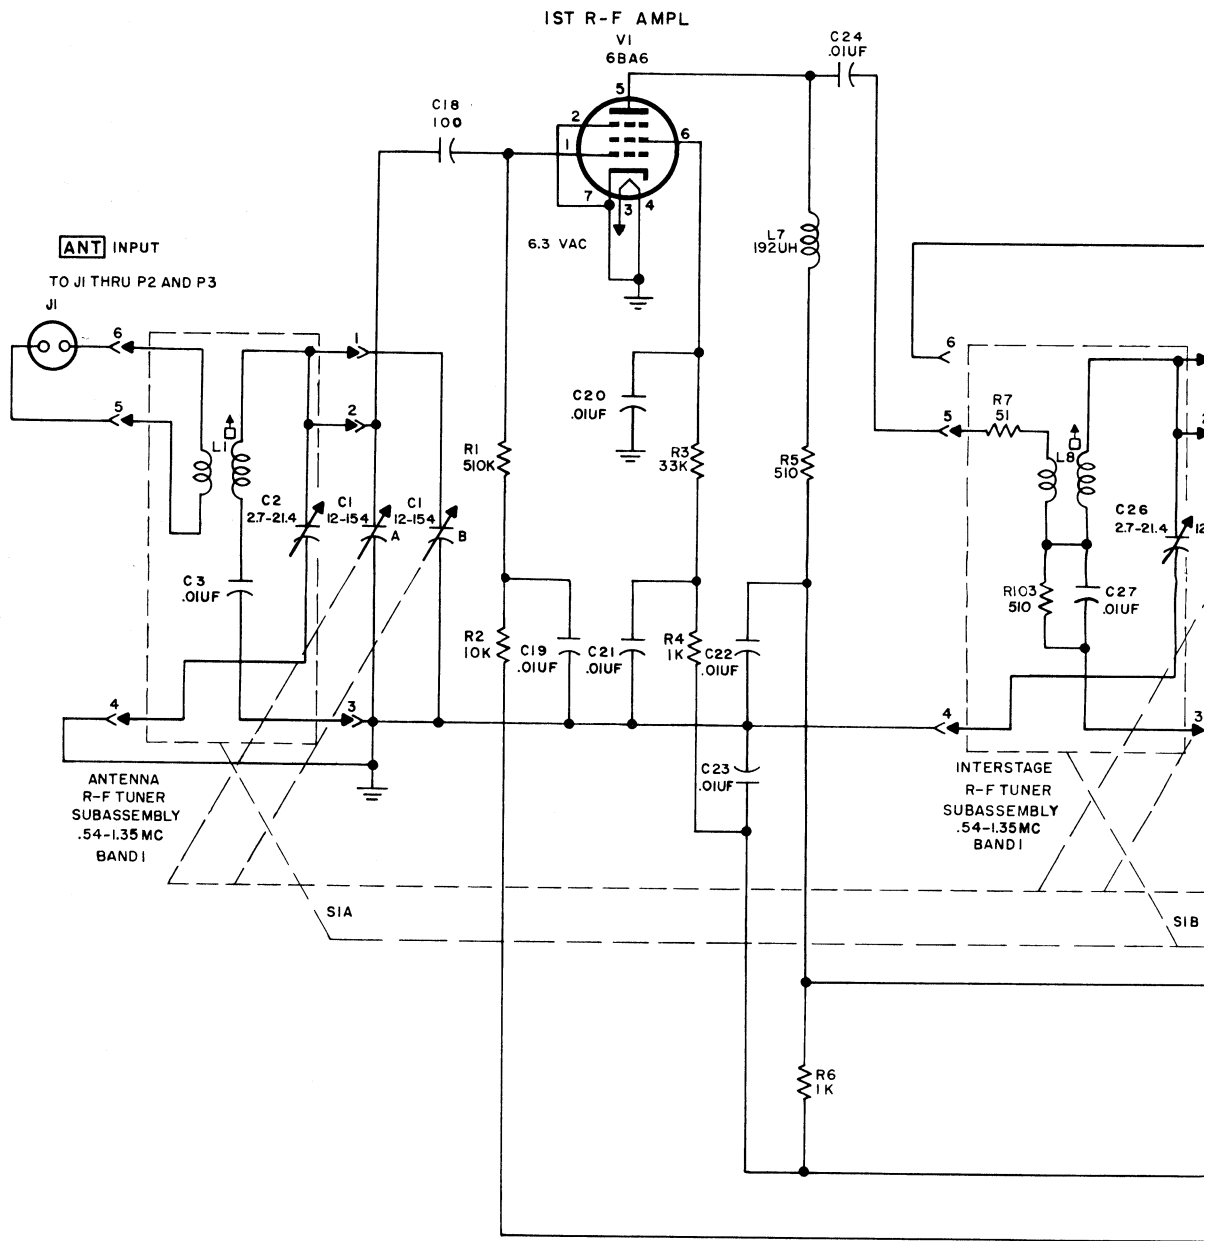 1ST R-F AMPL
V1
6BA6
C24
.01UF
5
C18
100
2
1
6
7
3
4
6.3 VAC
L7
192UH
ANT INPUT
TO J1 THRU P2 AND P3
J1
6
1
5
2
L1
C2
2.7-21.4
C1
12-154
A
C1
12-154
B
C3
.01UF
4
3
ANTENNA
R-F TUNER
SUBASSEMBLY
.54-1.35MC
BAND 1
S1A
R1
510K
R2
10K
C19
.01UF
C20
.01UF
R3
33K
C21
.01UF
R4
1K
C22
.01UF
C23
.01UF
R5
510
R6
1K
6
5
R7
51
L8
C26
2.7-21.4
12
R103
510
C27
.01UF
4
3
INTERSTAGE
R-F TUNER
SUBASSEMBLY
.54-1.35MC
BAND 1
S1B